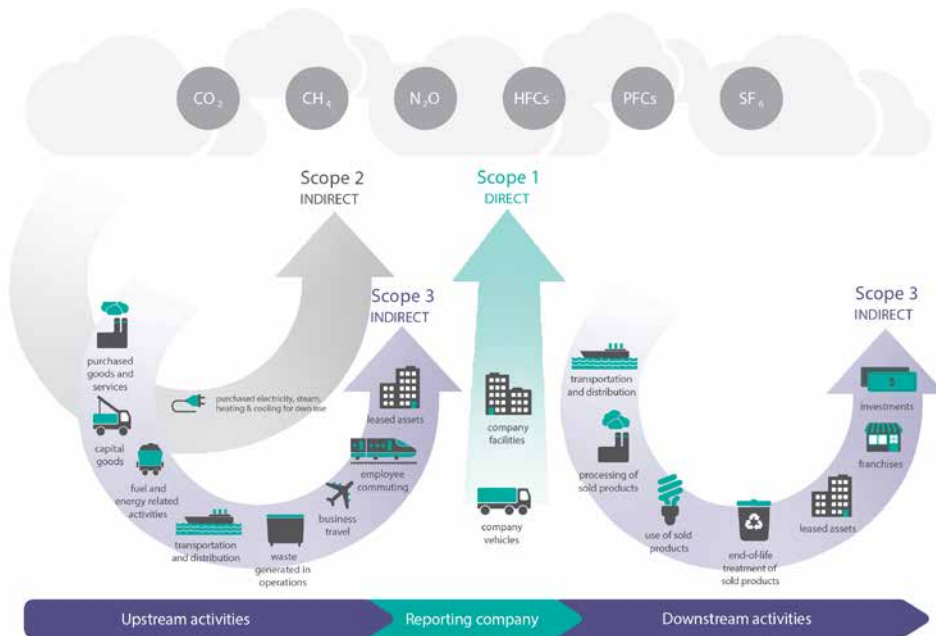 CO₂
CH₄
N₂O
HFCs
PFCs
SF₆
Scope 2
INDIRECT
Scope 1
DIRECT
Scope 3
INDIRECT
Scope 3
INDIRECT
purchased
goods and
services
capital
goods
fuel and
energy related
activities
transportation
and distribution
waste
generated in
operations
business
travel
employee
commuting
leased assets
purchased electricity, steam,
heating & cooling for own use
company
facilities
company
vehicles
transportation
and distribution
processing of
sold products
use of sold
products
end-of-life
treatment of
sold products
leased assets
franchises
$
investments
Upstream activities
Reporting company
Downstream activities